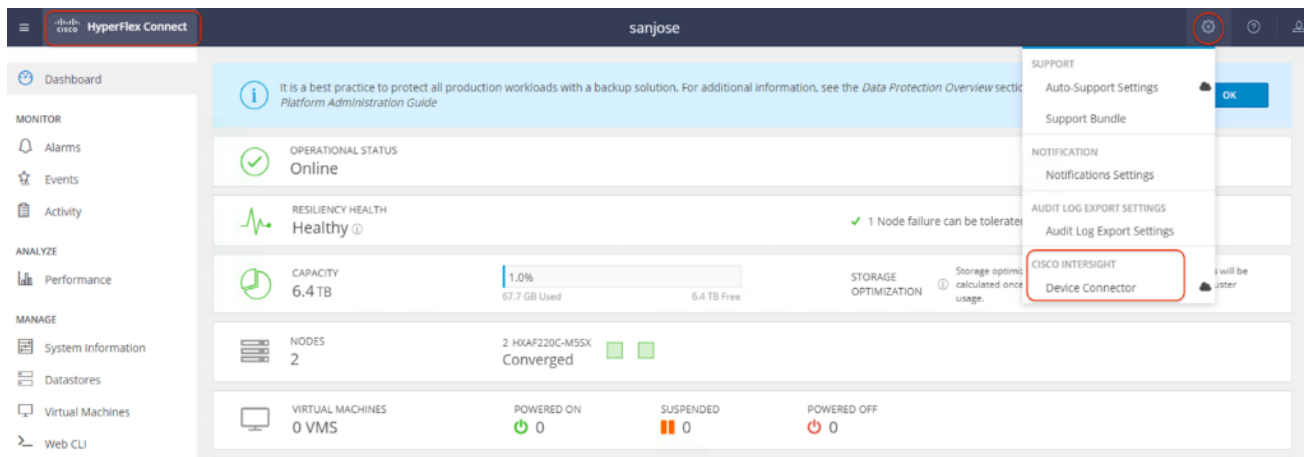 cisco HyperFlex Connect
sanjose
Dashboard
MONITOR
Alarms
Events
Activity
ANALYZE
Performance
MANAGE
System Information
Datastores
Virtual Machines
Web CLI
It is a best practice to protect all production workloads with a backup solution. For additional information, see the Data Protection Overview
Platform Administration Guide
OK
OPERATIONAL STATUS
Online
RESILIENCY HEALTH
Healthy
1 Node failure can be tolerated
CAPACITY
6.4 TB
1.0%
67.7 GB Used
6.4 TB Free
STORAGE
OPTIMIZATION
Storage
calculated once
usage.
will be
NODES
2
2 HXAF220C-M5SX
Converged
VIRTUAL MACHINES
0 VMS
POWERED ON
0
SUSPENDED
0
POWERED OFF
0
SUPPORT
Auto-Support Settings
Support Bundle
NOTIFICATION
Notifications Settings
AUDIT LOG EXPORT SETTINGS
Audit Log Export Settings
CISCO INTERSIGHT
Device Connector